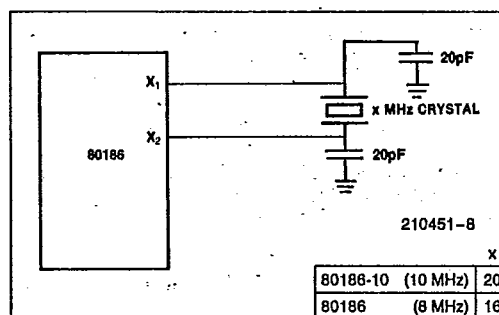 20pF
X1
x MHz CRYSTAL
X2
80186
20pF
210451-8
X
80186-10 (10 MHz) 20
80186 (8 MHz) 16